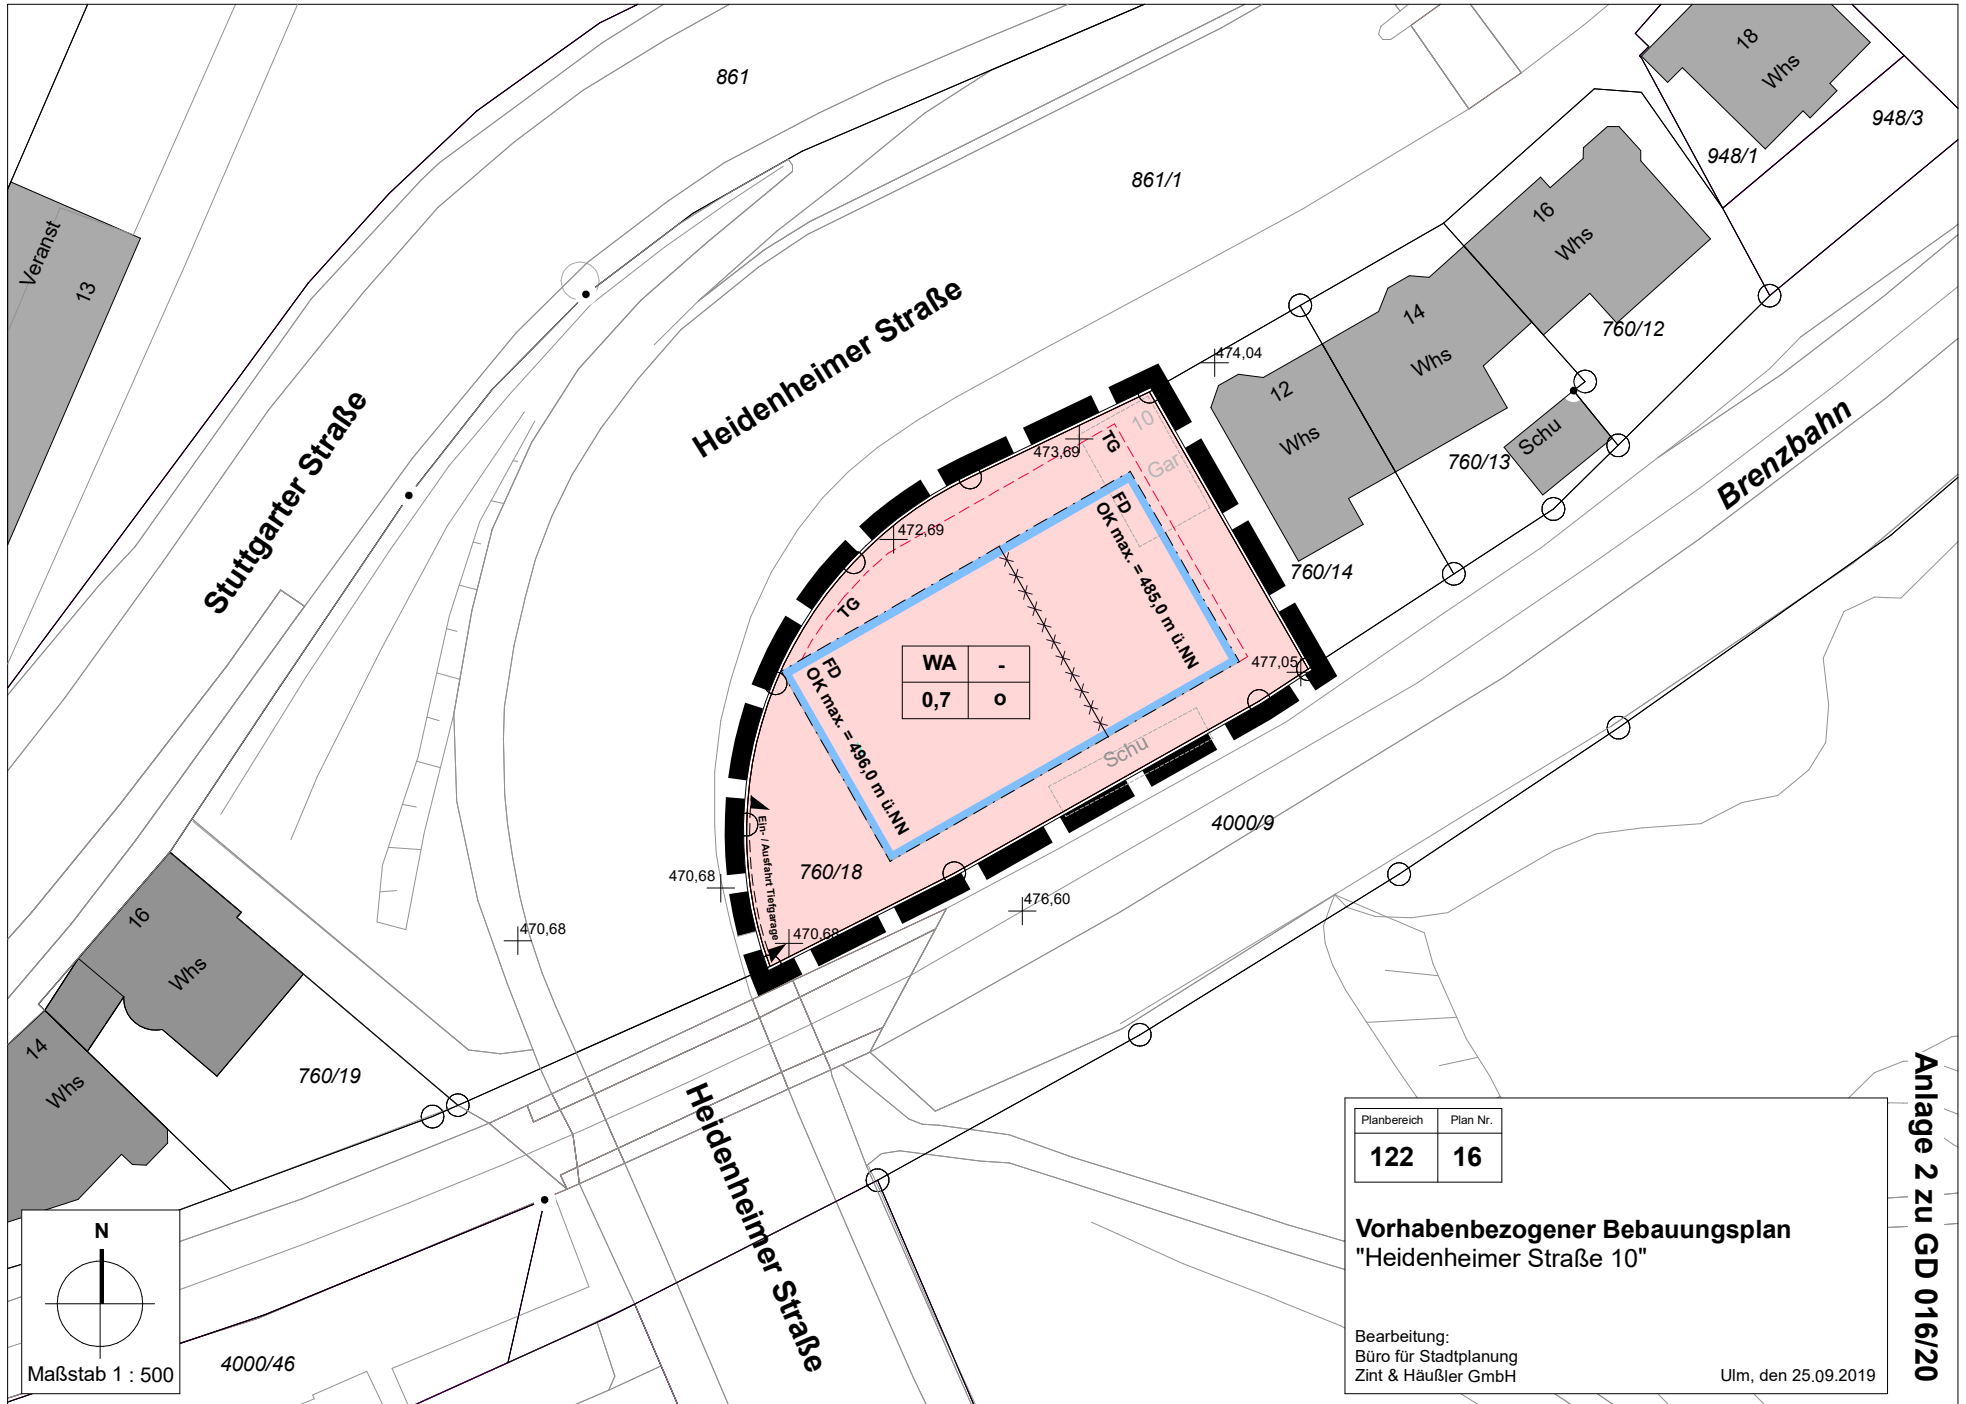 861
18
Whs
948/3
948/1
861/1
16
Whs
Veranst
13
760/12
Heidenheimer Straße
14
Whs
474,04
12
Whs
Schu
760/13
Brenzbahn
Stuttgarter Straße
10
Gar
TG
473,69
472,69
TG
FD
OK max. = 485,0 m ü.NN
760/14
477,05
FD
OK max. = 496,0 m ü.NN
WA -
0,7 o
Schu
4000/9
Ein- / Ausfahrt Tiefgarage
760/18
470,68
470,68
470,68
476,60
16
Whs
14
Whs
760/19
Heidenheimer Straße
4000/46
N
Maßstab 1 : 500
Planbereich Plan Nr.
122 16
Vorhabenbezogener Bebauungsplan
"Heidenheimer Straße 10"
Bearbeitung:
Büro für Stadtplanung
Zint & Häußler GmbH
Ulm, den 25.09.2019
Anlage 2 zu GD 016/20